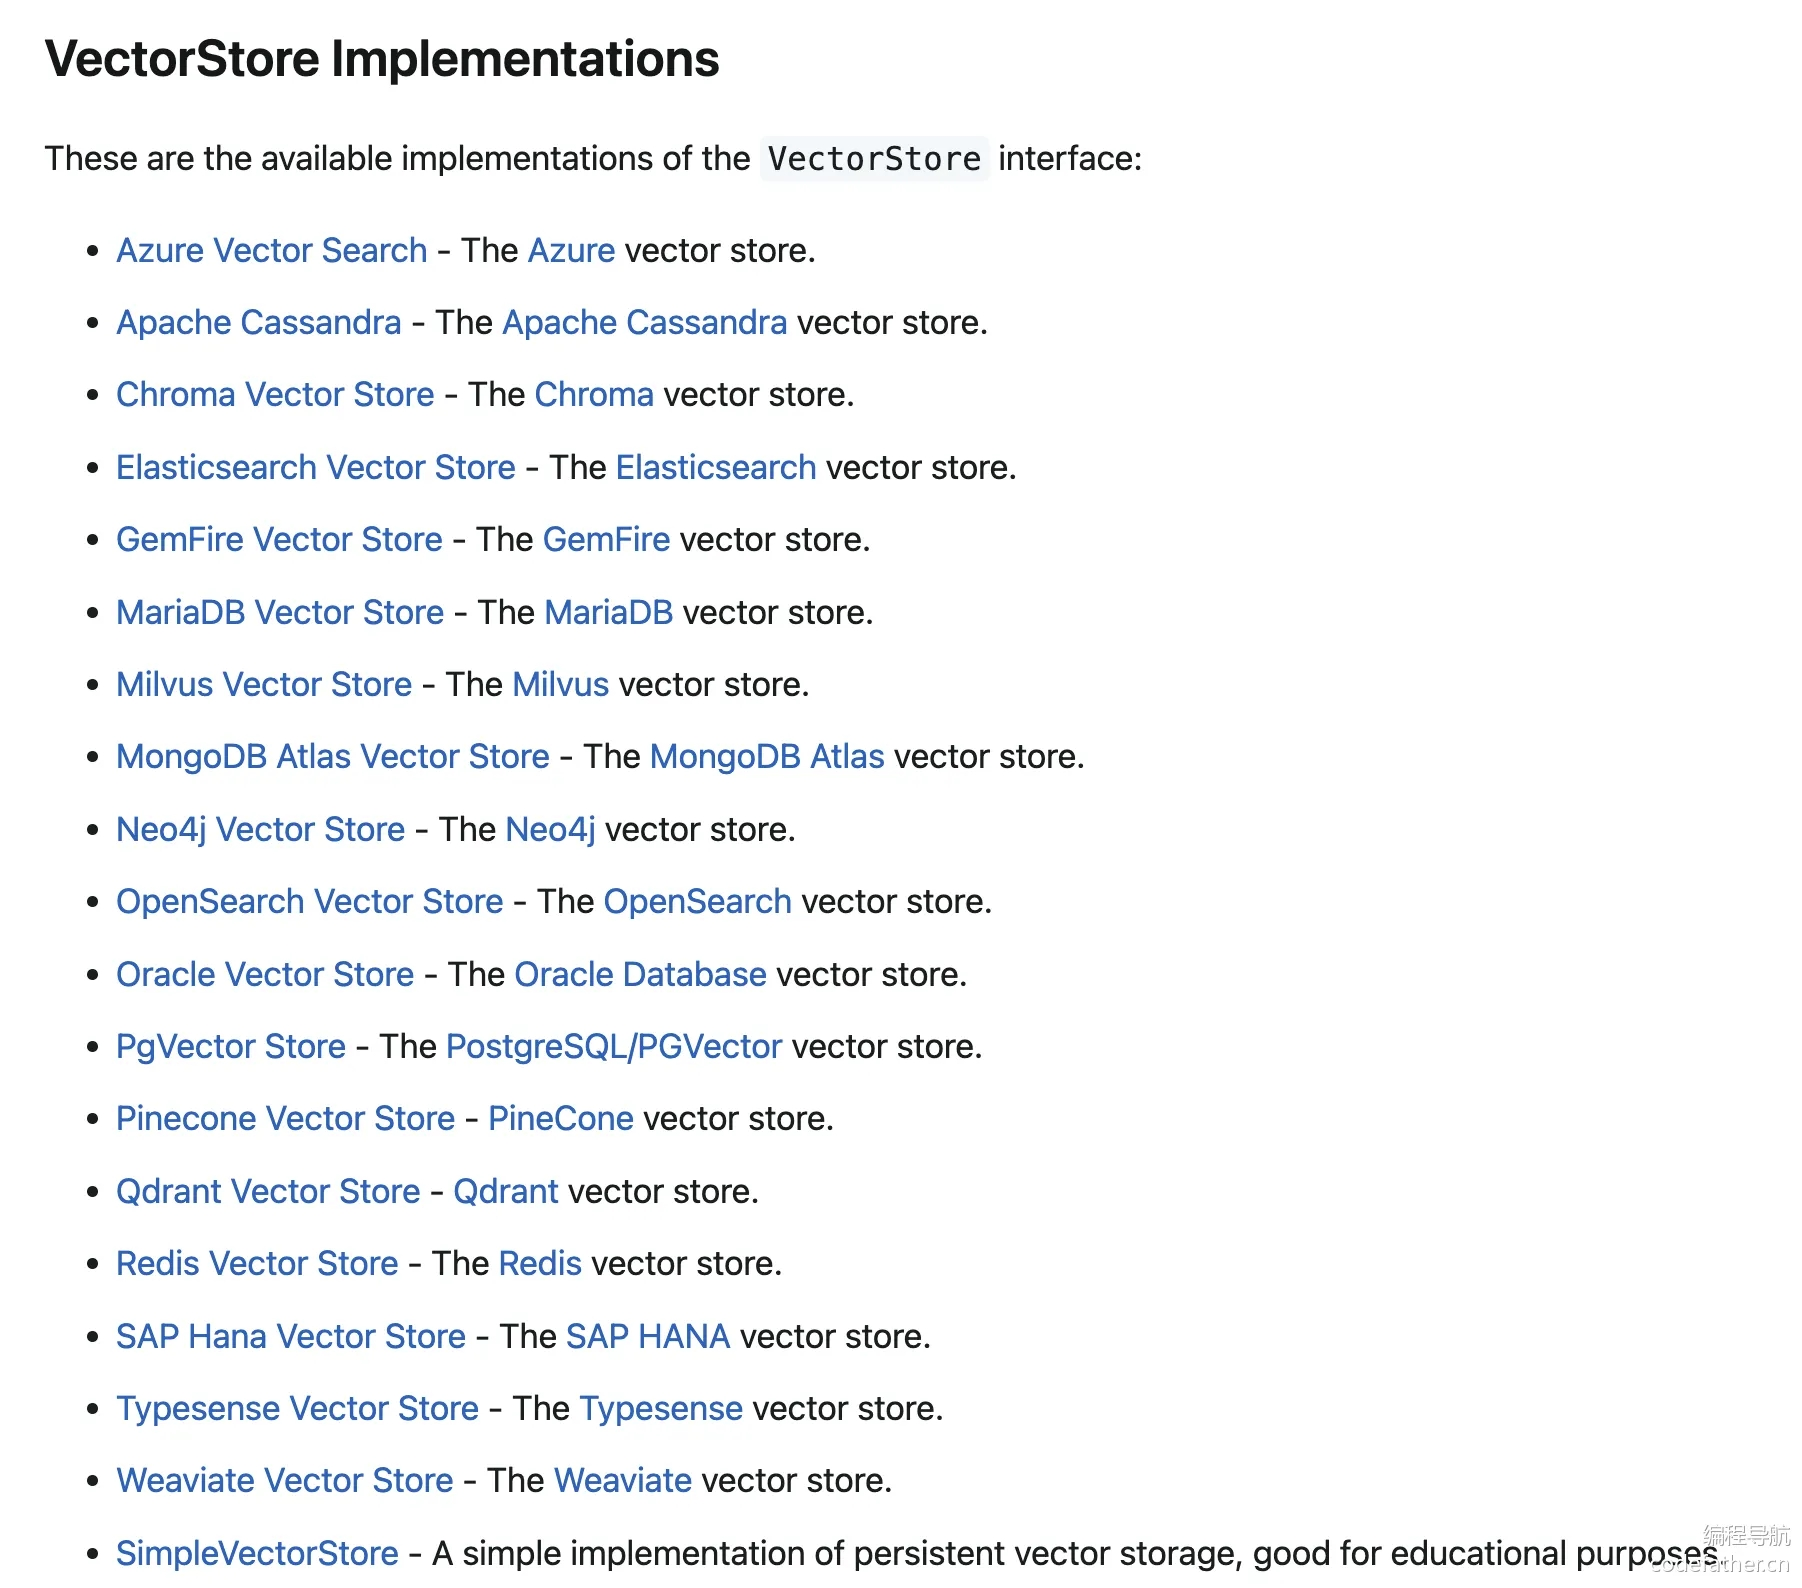 VectorStore Implementations
These are the available implementations of the VectorStore interface:
• Azure Vector Search - The Azure vector store.
• Apache Cassandra - The Apache Cassandra vector store.
• Chroma Vector Store - The Chroma vector store.
• Elasticsearch Vector Store - The Elasticsearch vector store.
• GemFire Vector Store - The GemFire vector store.
• MariaDB Vector Store - The MariaDB vector store.
• Milvus Vector Store - The Milvus vector store.
• MongoDB Atlas Vector Store - The MongoDB Atlas vector store.
• Neo4j Vector Store - The Neo4j vector store.
• OpenSearch Vector Store - The OpenSearch vector store.
• Oracle Vector Store - The Oracle Database vector store.
• PgVector Store - The PostgreSQL/PGVector vector store.
• Pinecone Vector Store - PineCone vector store.
• Qdrant Vector Store - Qdrant vector store.
• Redis Vector Store - The Redis vector store.
• SAP Hana Vector Store - The SAP HANA vector store.
• Typesense Vector Store - The Typesense vector store.
• Weaviate Vector Store - The Weaviate vector store.
• SimpleVectorStore - A simple implementation of persistent vector storage, good for educational purposes.
编程导航
codefather.cn